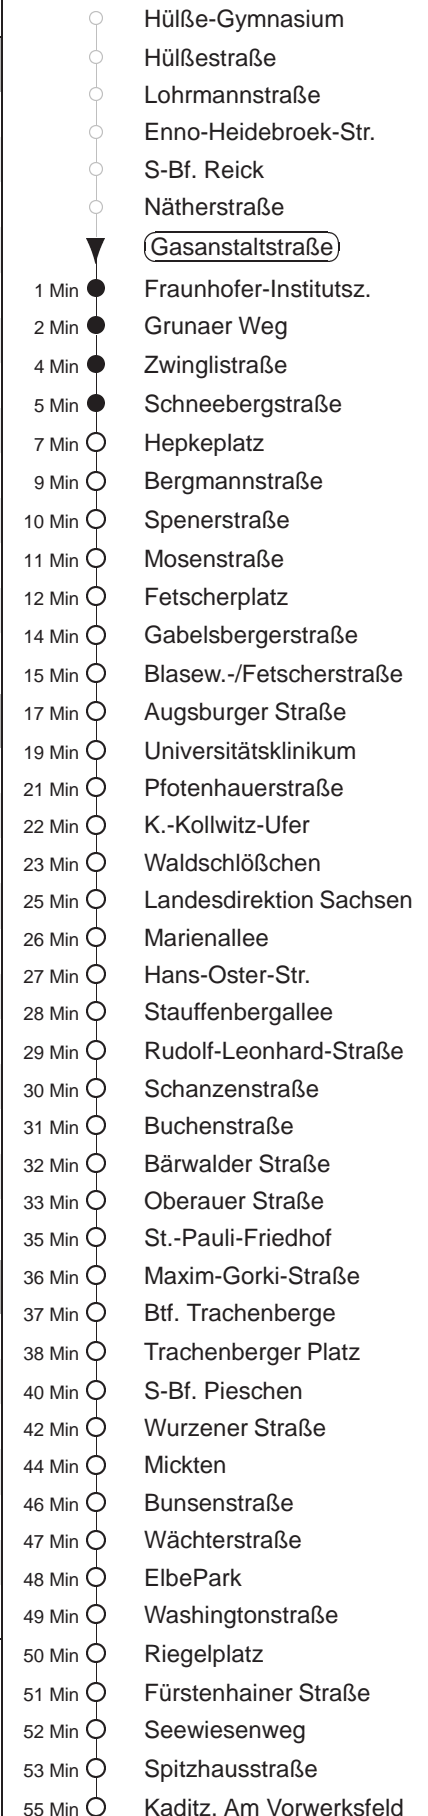 Hülße-Gymnasium
Hülßestraße
Lohrmannstraße
Enno-Heidebroek-Str.
S-Bf. Reick
Nätherstraße
Gasanstaltstraße
1 Min Fraunhofer-Institutsz.
2 Min Grunaer Weg
4 Min Zwinglistraße
5 Min Schneebergstraße
7 Min Hepkeplatz
9 Min Bergmannstraße
10 Min Spenerstraße
11 Min Mosenstraße
12 Min Fetscherplatz
14 Min Gabelsbergerstraße
15 Min Blasew.-/Fetscherstraße
17 Min Augsburger Straße
19 Min Universitätsklinikum
21 Min Pfotenhauerstraße
22 Min K.-Kollwitz-Ufer
23 Min Waldschlößchen
25 Min Landesdirektion Sachsen
26 Min Marienallee
27 Min Hans-Oster-Str.
28 Min Stauffenbergallee
29 Min Rudolf-Leonhard-Straße
30 Min Schanzenstraße
31 Min Buchenstraße
32 Min Bärwalder Straße
33 Min Oberauer Straße
35 Min St.-Pauli-Friedhof
36 Min Maxim-Gorki-Straße
37 Min Btf. Trachenberge
38 Min Trachenberger Platz
40 Min S-Bf. Pieschen
42 Min Wurzener Straße
44 Min Mickten
46 Min Bunsenstraße
47 Min Wächterstraße
48 Min ElbePark
49 Min Washingtonstraße
50 Min Riegelplatz
51 Min Fürstenhainer Straße
52 Min Seewiesenweg
53 Min Spitzhausstraße
55 Min Kaditz, Am Vorwerksfeld